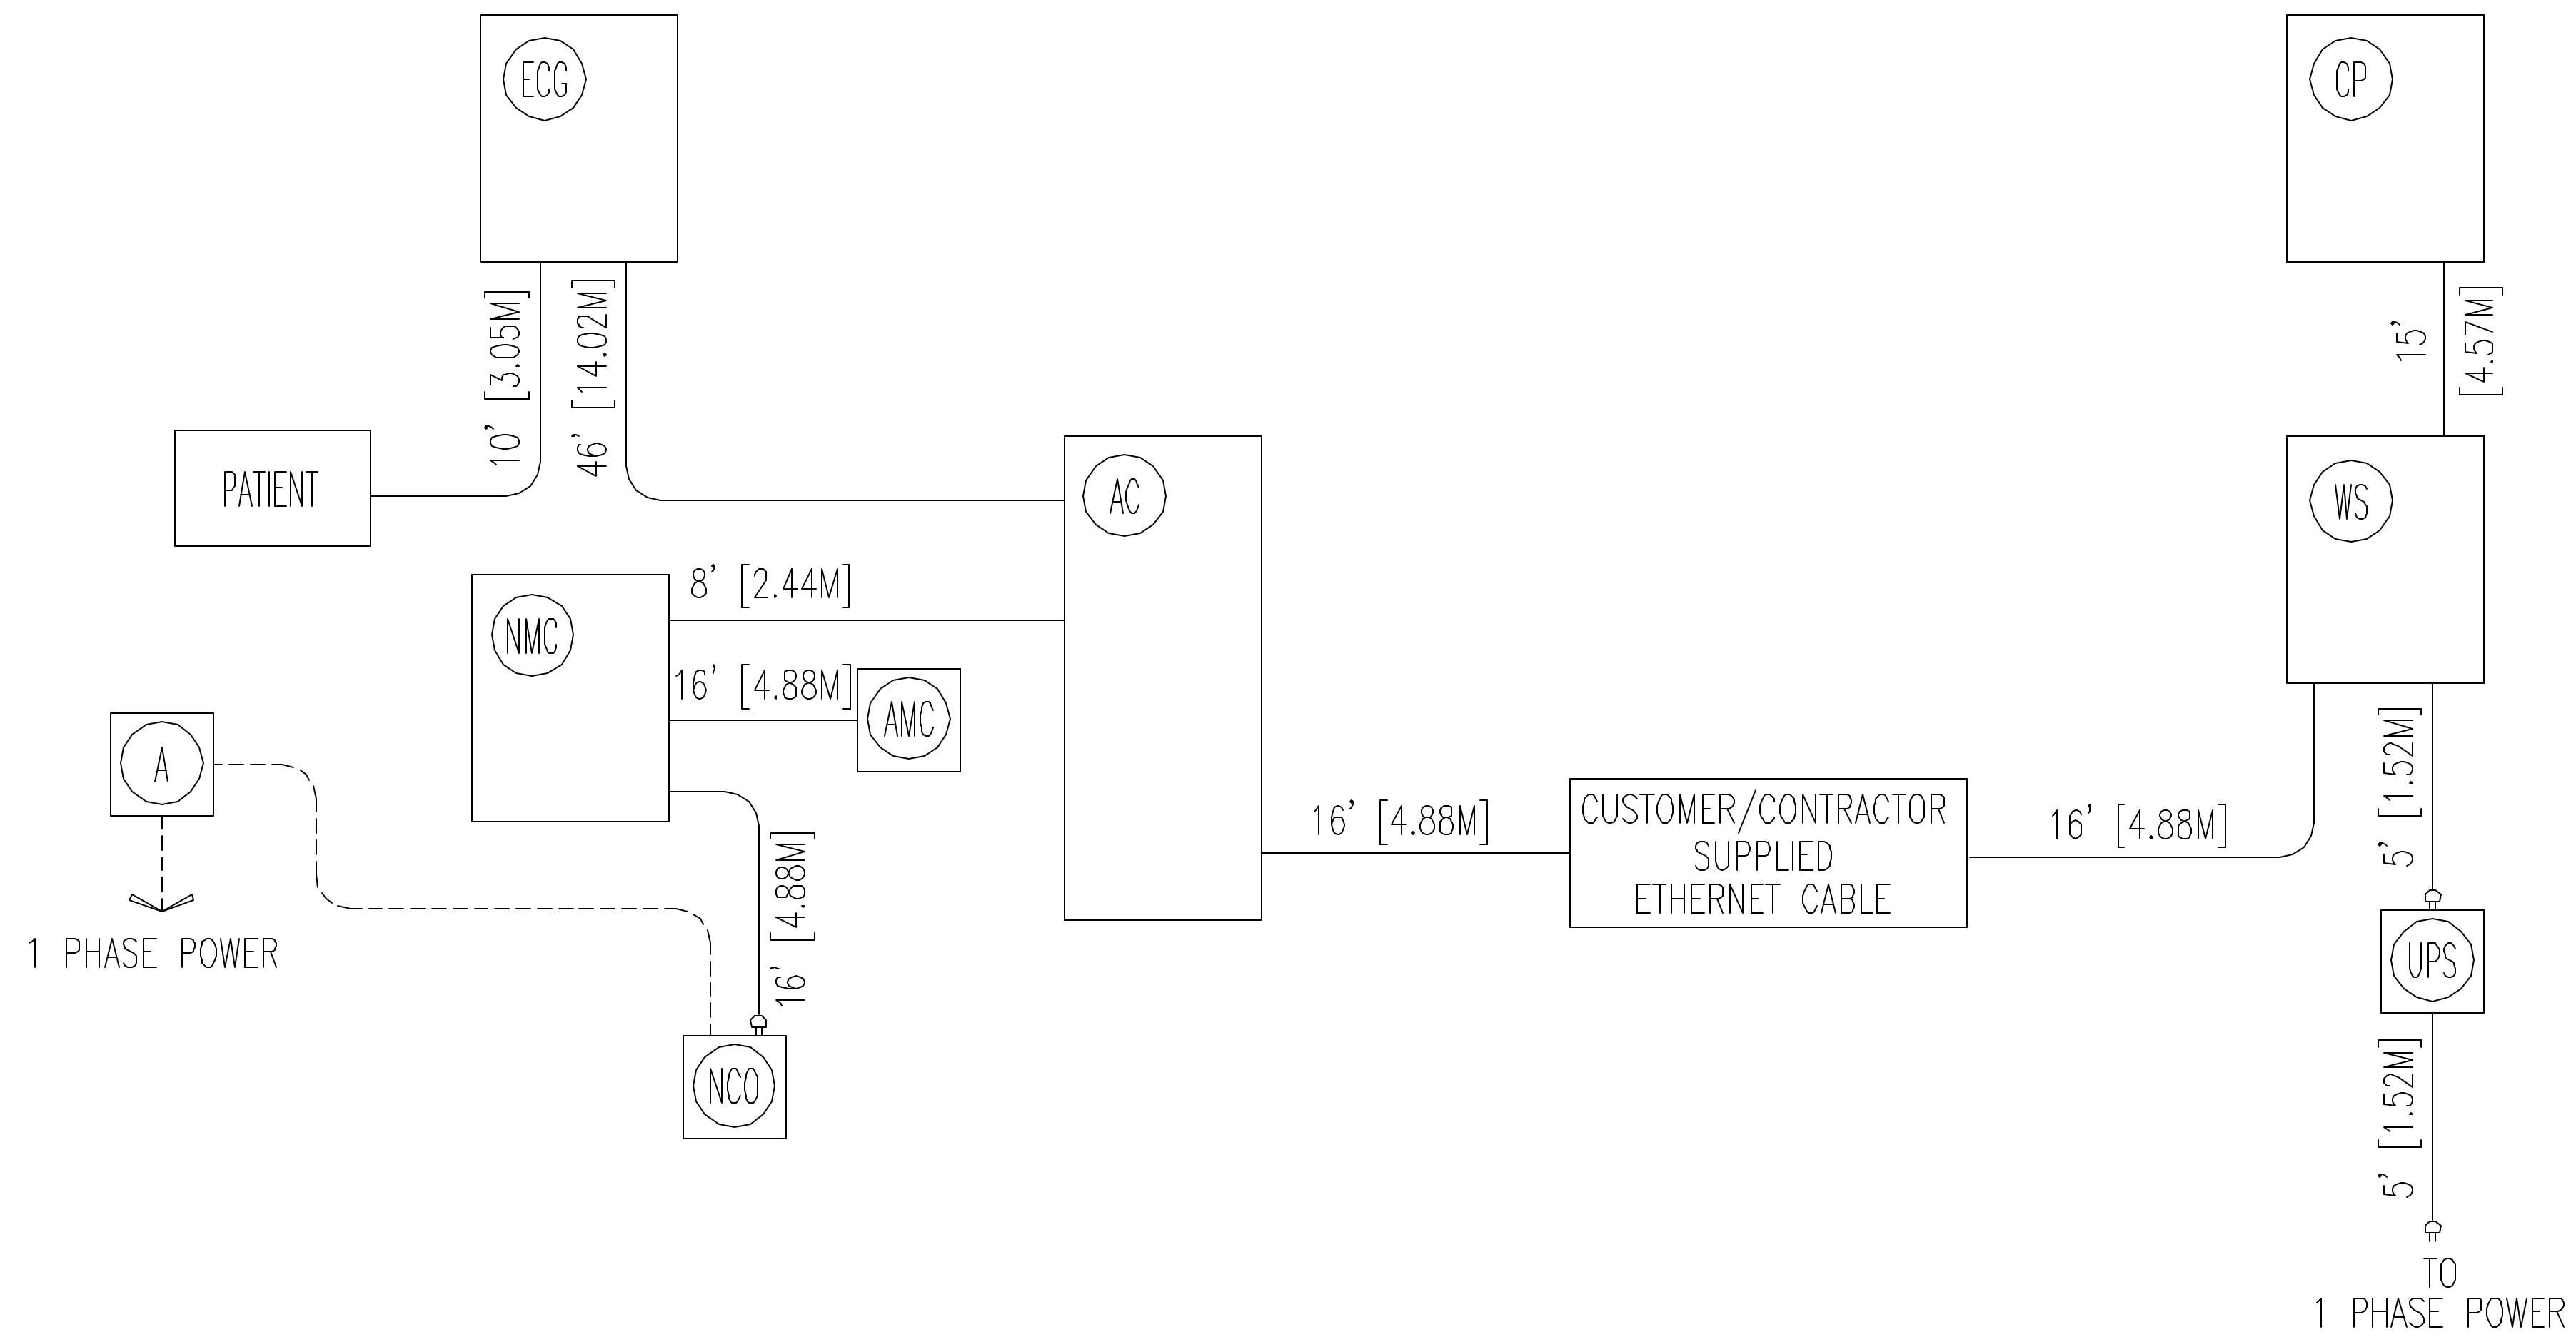 ECG
CP
10' [3.05M]
46' [14.02M]
15'
[4.57M]
PATIENT
AC
WS
8' [2.44M]
NMC
16' [4.88M]
AMC
A
1 PHASE POWER
16' [4.88M]
NCO
16' [4.88M]
CUSTOMER/CONTRACTOR
SUPPLIED
ETHERNET CABLE
16' [4.88M]
5' [1.52M]
UPS
5' [1.52M]
TO
1 PHASE POWER